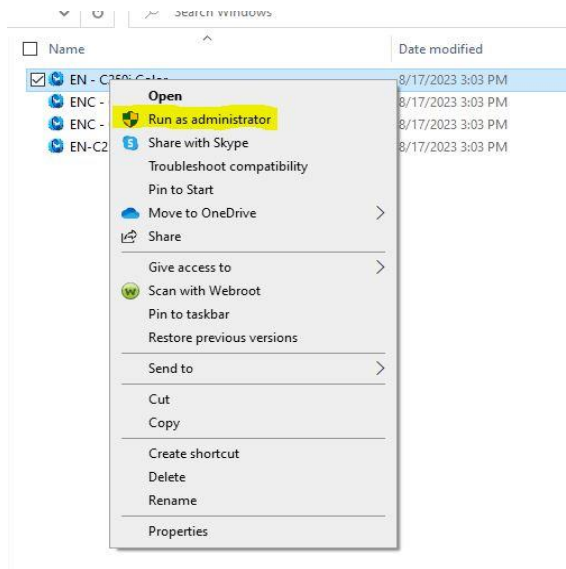 Search Windows
Name
Date modified
EN - C250i Color
8/17/2023 3:03 PM
ENC -
8/17/2023 3:03 PM
ENC -
8/17/2023 3:03 PM
EN-C2
8/17/2023 3:03 PM
Open
Run as administrator
Share with Skype
Troubleshoot compatibility
Pin to Start
Move to OneDrive
Share
Give access to
Scan with Webroot
Pin to taskbar
Restore previous versions
Send to
Cut
Copy
Create shortcut
Delete
Rename
Properties